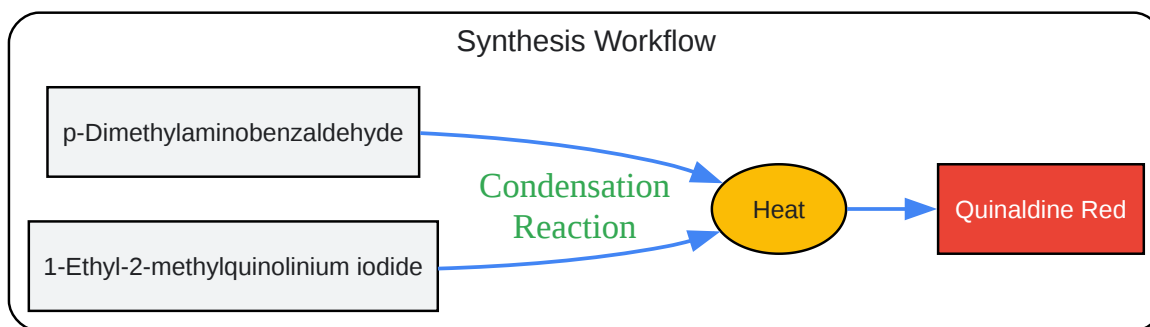 Synthesis Workflow
p-Dimethylaminobenzaldehyde
Condensation
Reaction
Heat
Quinaldine Red
1-Ethyl-2-methylquinolinium iodide